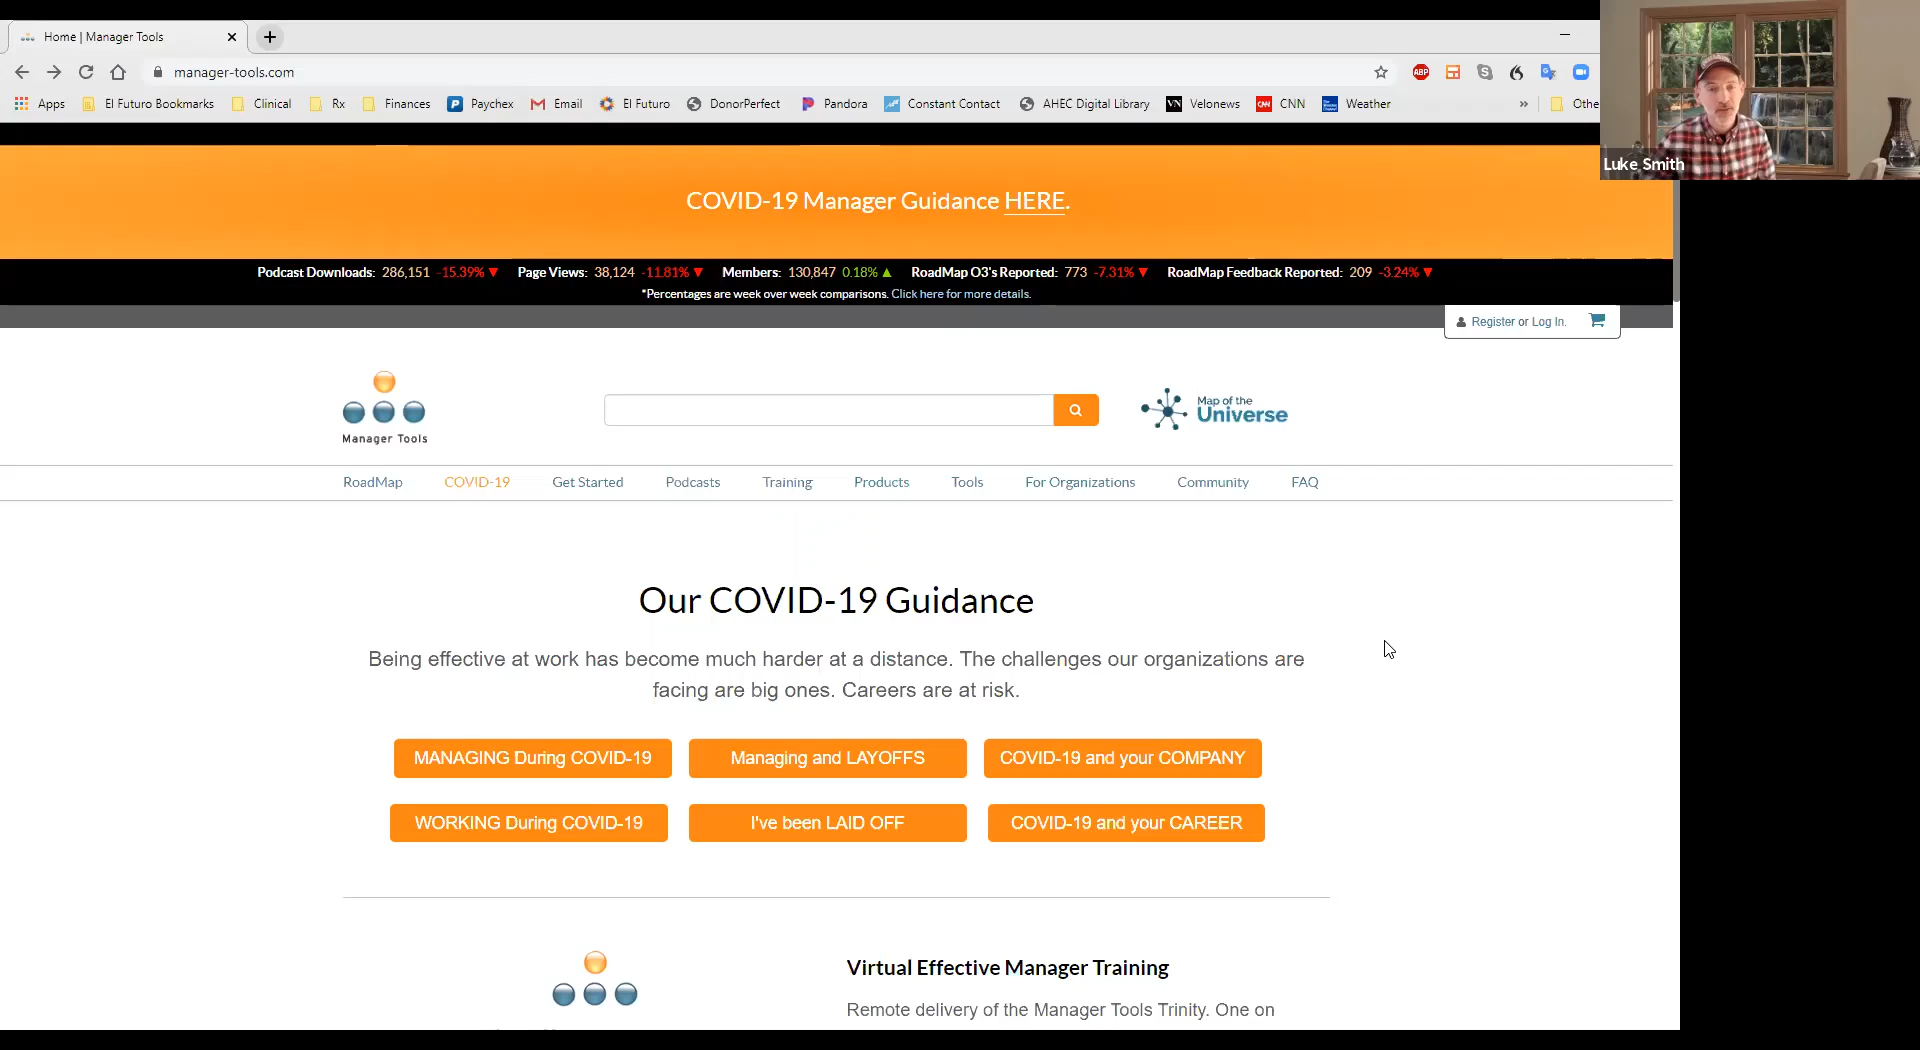 Home | Manager Tools
manager-tools.com
ABP
Apps El Futuro Bookmarks Clinical Rx Finances Paychex Email El Futuro DonorPerfect Pandora Constant Contact AHEC Digital Library VN Velonews CNN CNN Weather » Othe
Luke Smith
COVID-19 Manager Guidance HERE.
Podcast Downloads: 286,151 -15.39% ▼ Page Views: 38,124 -11.81% ▼ Members: 130,847 0.18% ▲ RoadMap O3's Reported: 773 -7.31% ▼ RoadMap Feedback Reported: 209 -3.24% ▼
*Percentages are week over week comparisons. Click here for more details.
Register or Log In.
Manager Tools
Map of the
Universe
RoadMap COVID-19 Get Started Podcasts Training Products Tools For Organizations Community FAQ
Our COVID-19 Guidance
Being effective at work has become much harder at a distance. The challenges our organizations are
facing are big ones. Careers are at risk.
MANAGING During COVID-19 Managing and LAYOFFS COVID-19 and your COMPANY
WORKING During COVID-19 I've been LAID OFF COVID-19 and your CAREER
Virtual Effective Manager Training
Remote delivery of the Manager Tools Trinity. One on